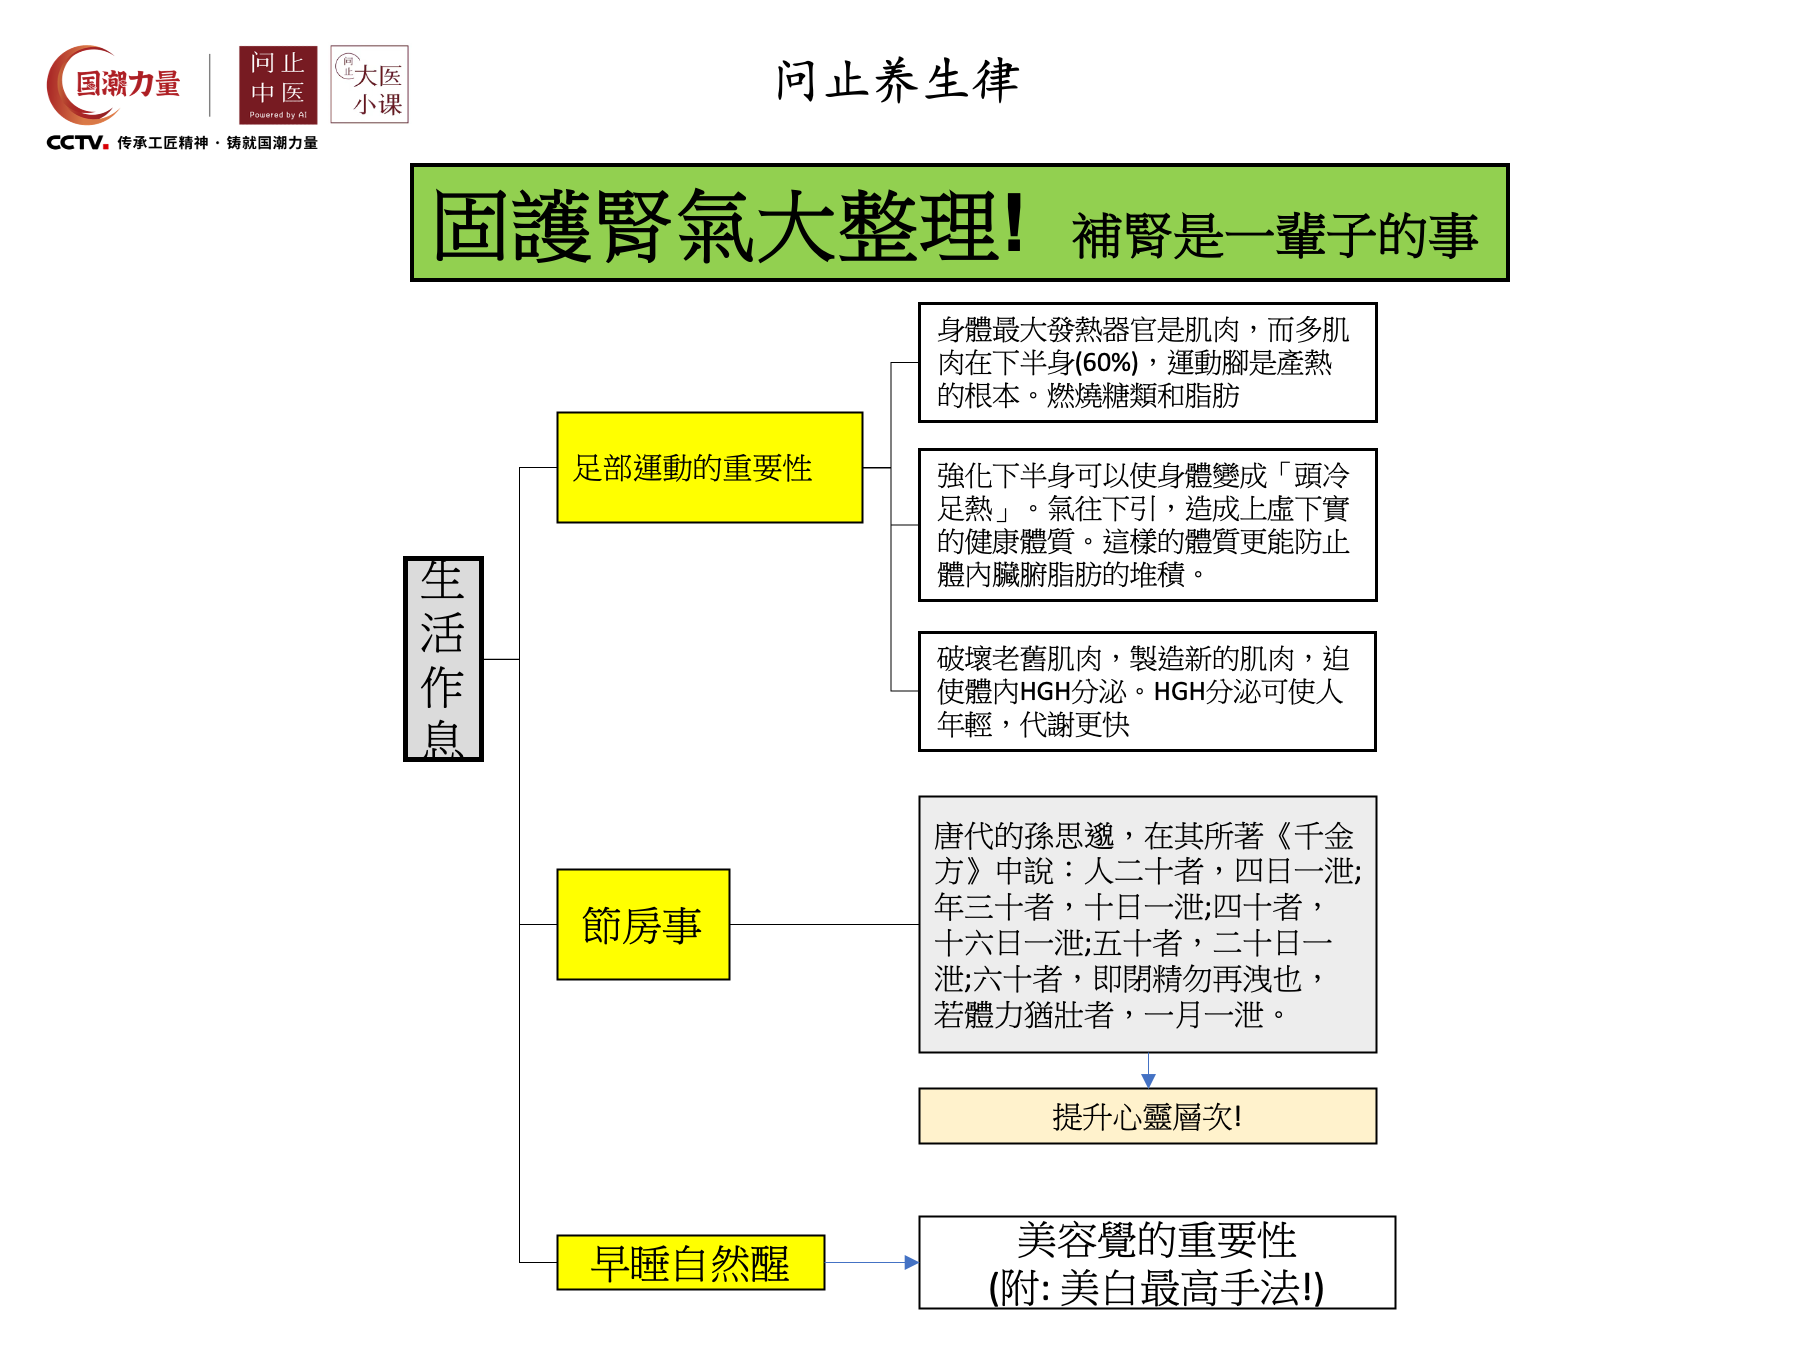 国潮力量
CCTV. 传承工匠精神·铸就国潮力量
问止
中医
Powered by AI
问止
大医
小课
问止养生律
固護腎氣大整理! 補腎是一輩子的事
生活作息
足部運動的重要性
身體最大發熱器官是肌肉，而多肌
肉在下半身(60%)，運動腳是產熱
的根本。燃燒糖類和脂肪
強化下半身可以使身體變成「頭冷
足熱」。氣往下引，造成上虛下實
的健康體質。這樣的體質更能防止
體內臟腑脂肪的堆積。
破壞老舊肌肉，製造新的肌肉，迫
使體內HGH分泌。HGH分泌可使人
年輕，代謝更快
節房事
唐代的孫思邈，在其所著《千金
方》中說：人二十者，四日一泄;
年三十者，十日一泄;四十者，
十六日一泄;五十者，二十日一
泄;六十者，即閉精勿再洩也，
若體力猶壯者，一月一泄。
提升心靈層次!
早睡自然醒
美容覺的重要性
(附: 美白最高手法!)